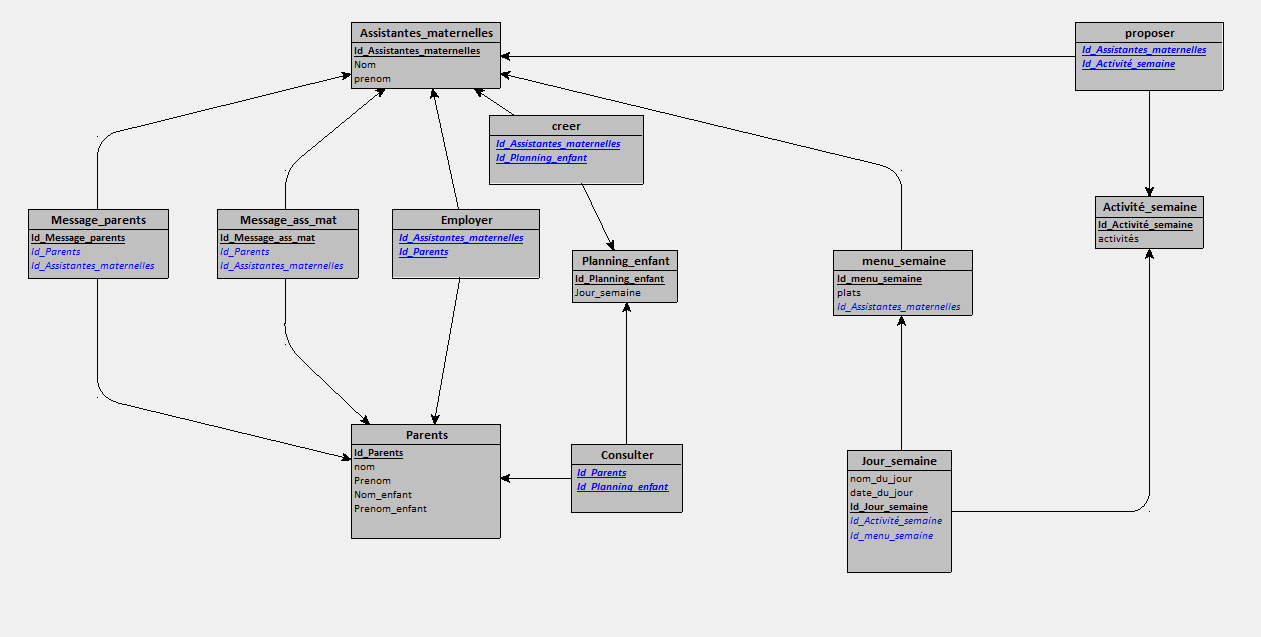 Assistantes_maternelles
Id_Assistantes_maternelles
Nom
prenom
proposer
Id_Assistantes_maternelles
Id_Activité_semaine
creer
Id_Assistantes_maternelles
Id_Planning_enfant
Message_parents
Id_Message_parents
Id_Parents
Id_Assistantes_maternelles
Message_ass_mat
Id_Message_ass_mat
Id_Parents
Id_Assistantes_maternelles
Employer
Id_Assistantes_maternelles
Id_Parents
Planning_enfant
Id_Planning_enfant
Jour_semaine
menu_semaine
Id_menu_semaine
plats
Id_Assistantes_maternelles
Activité_semaine
Id_Activité_semaine
activités
Parents
Id_Parents
nom
Prenom
Nom_enfant
Prenom_enfant
Consulter
Id_Parents
Id_Planning_enfant
Jour_semaine
nom_du_jour
date_du_jour
Id_Jour_semaine
Id_Activité_semaine
Id_menu_semaine